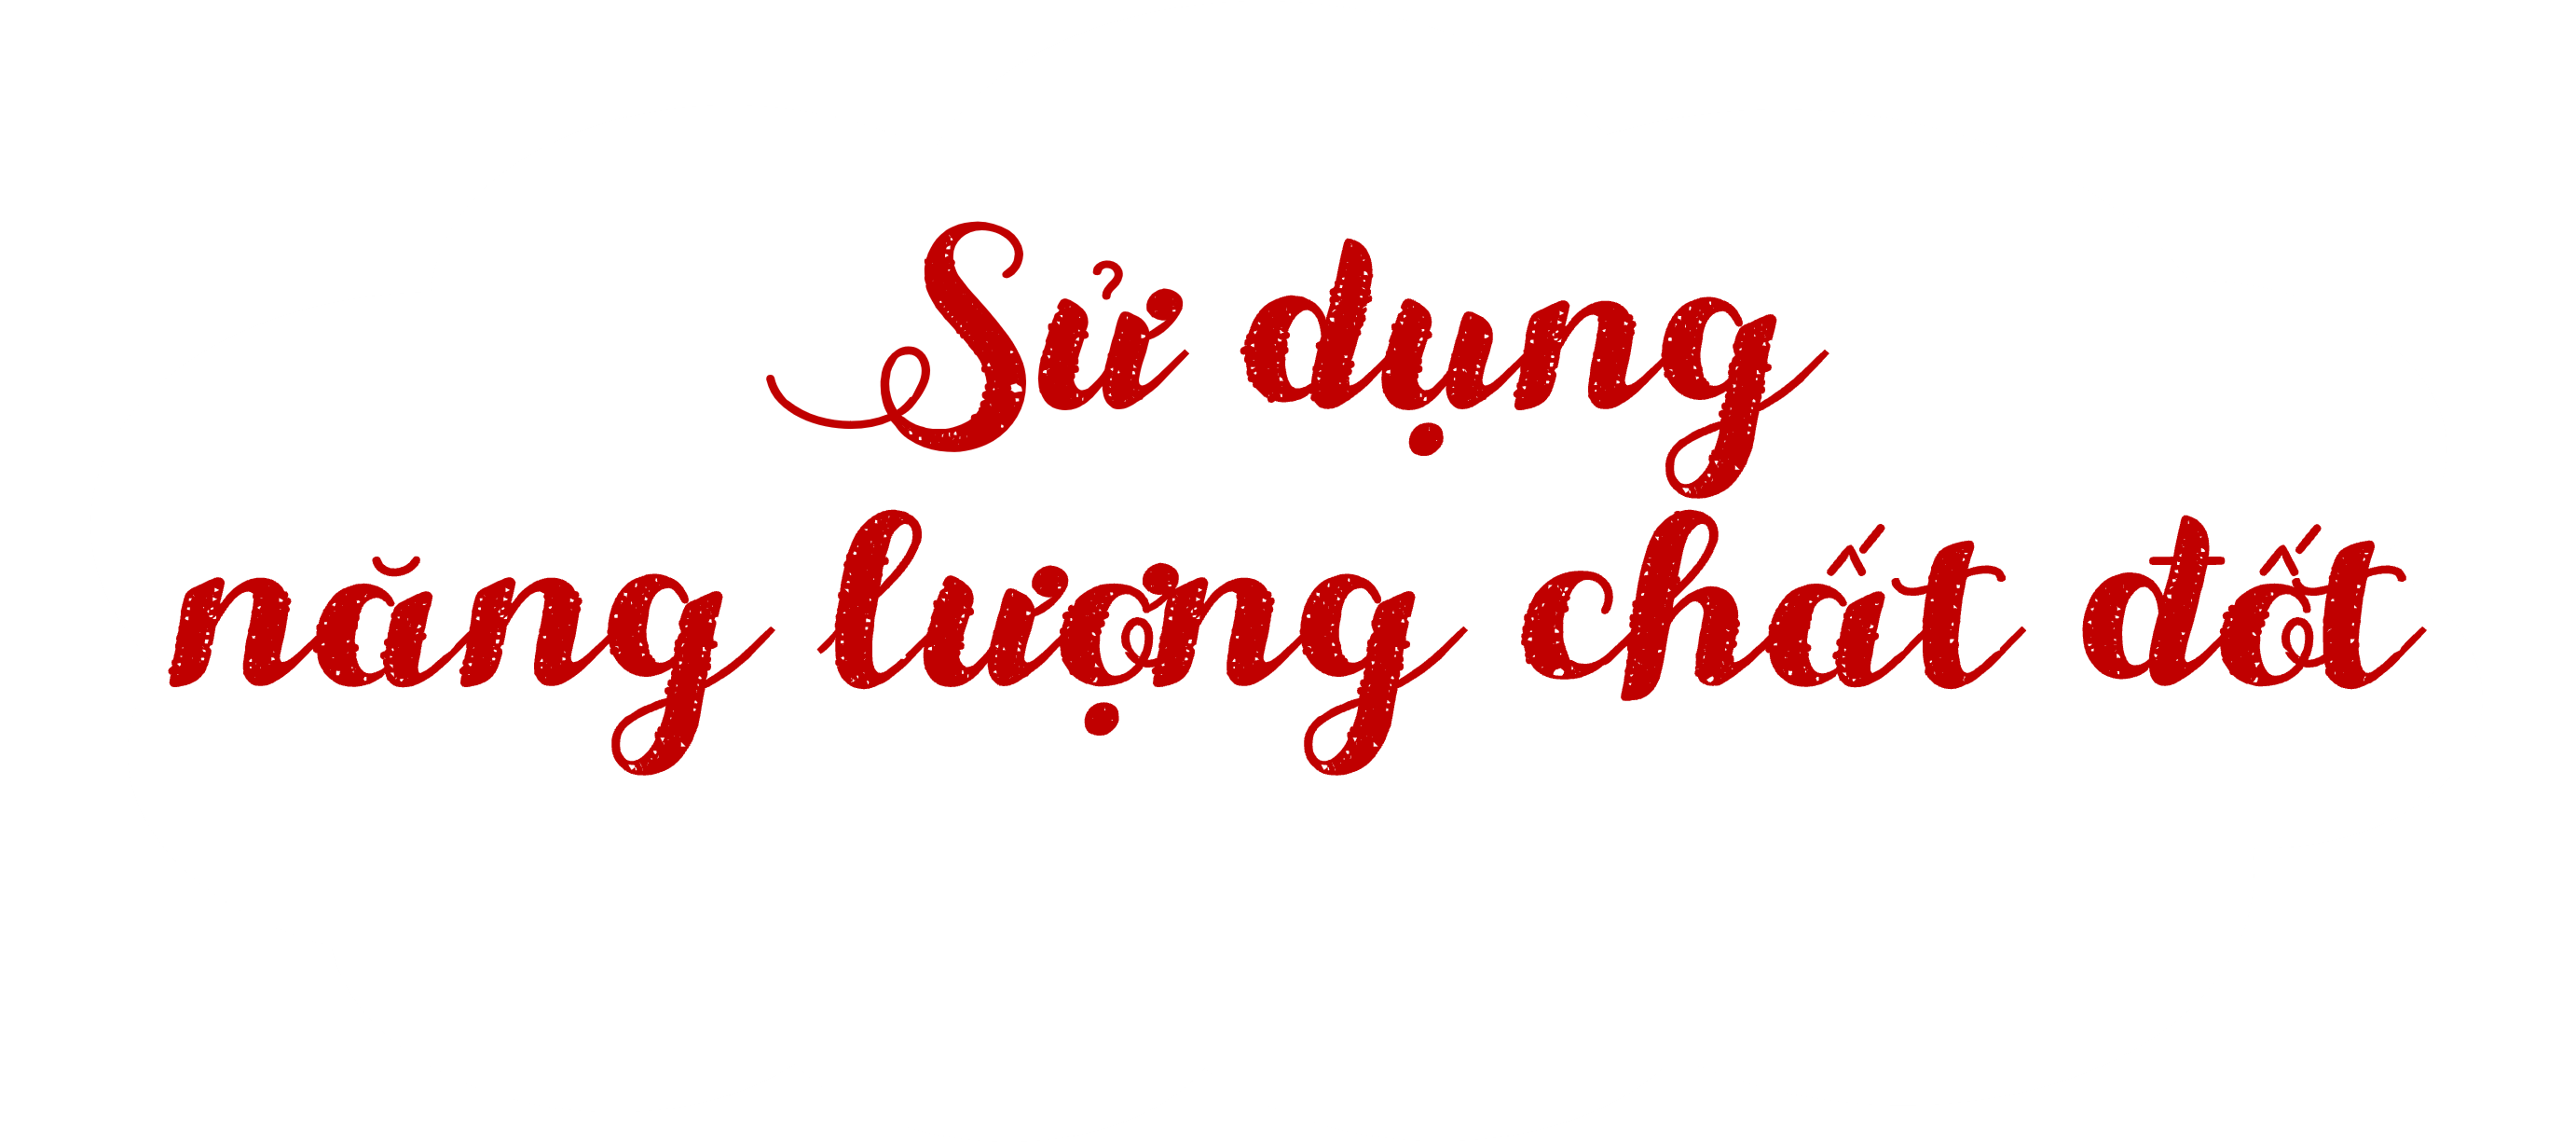 Sử dụng
năng lượng chất đốt